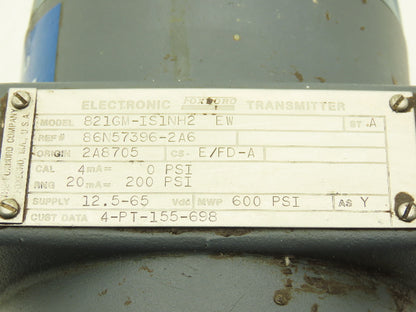 ELECTRONIC FOXBORO TRANSMITTER
MODEL 821GM-IS1NH2 EW ST. A
REF# 86N57396-2A6
ORIGIN 2A8705 CS- E/FD-A
CAL 4mA= 0 PSI
RNG 20mA= 200 PSI
SUPPLY 12.5-65 Vdc MWP 600 PSI AS Y
CUST DATA 4-PT-155-698
COMPANY
U.S.A.